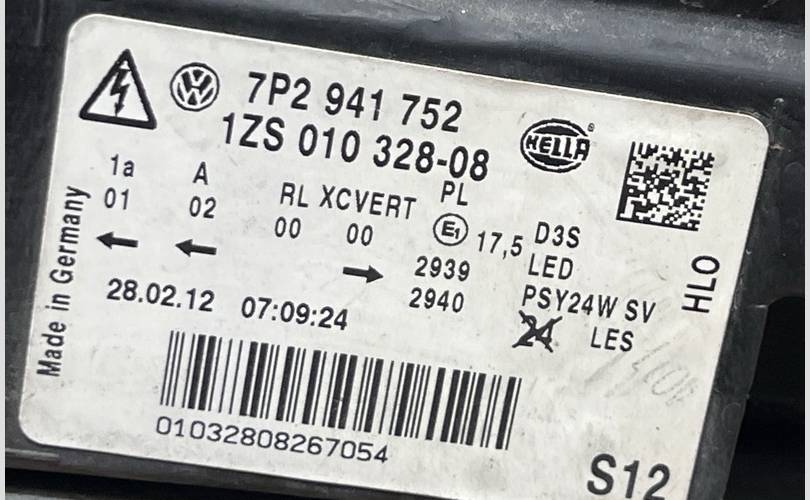 7P2 941 752
1ZS 010 328-08
HELLA
1a A RL XCVERT PL
01 02 00 00 E1 17,5 D3S
2939 LED
2940 PSY24W SV
24 LES
28.02.12 07:09:24
Made in Germany
HLO
01032808267054
S12